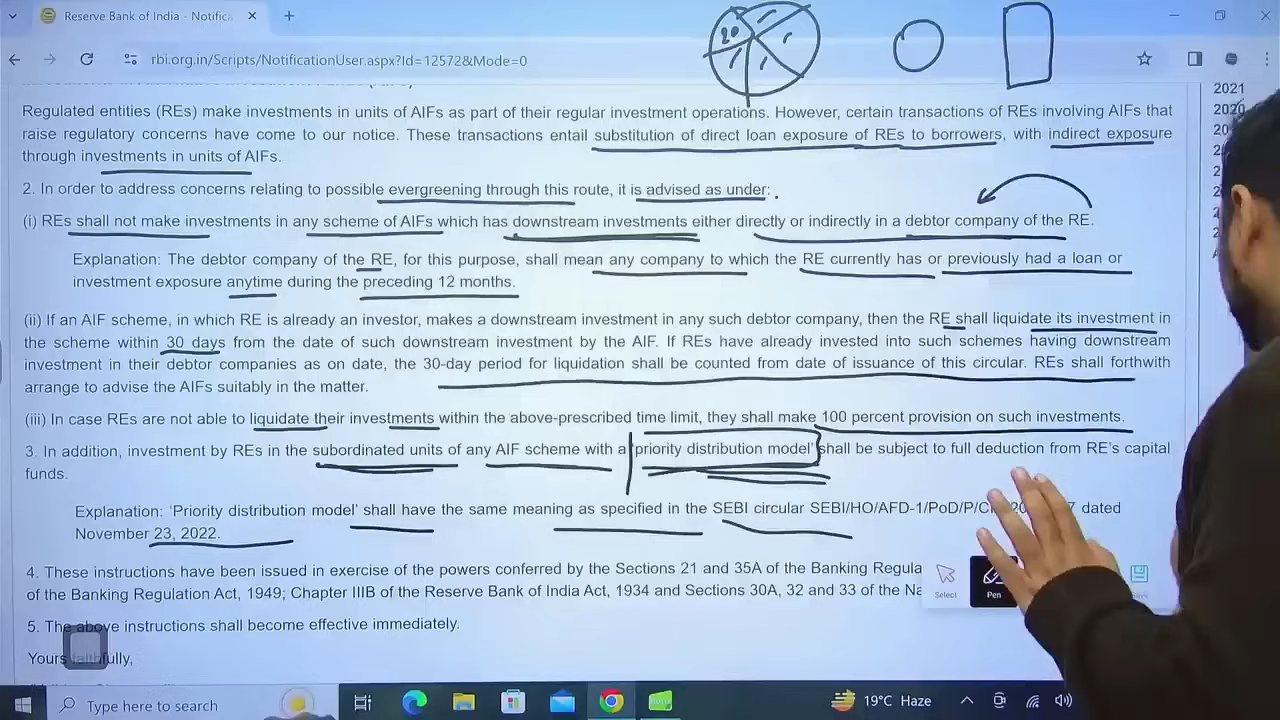 Reserve Bank of India - Notifica
rbi.org.in/Scripts/NotificationUser.aspx?Id=12572&Mode=0
20
2021
Regulated entities (REs) make investments in units of AIFs as part of their regular investment operations. However, certain transactions of REs involving AIFs that
raise regulatory concerns have come to our notice. These transactions entail substitution of direct loan exposure of REs to borrowers, with indirect exposure
through investments in units of AIFs.
2. In order to address concerns relating to possible evergreening through this route, it is advised as under:
(i) REs shall not make investments in any scheme of AIFs which has downstream investments either directly or indirectly in a debtor company of the RE.
Explanation: The debtor company of the RE, for this purpose, shall mean any company to which the RE currently has or previously had a loan or
investment exposure anytime during the preceding 12 months.
(ii) If an AIF scheme, in which RE is already an investor, makes a downstream investment in any such debtor company, then the RE shall liquidate its investment in
the scheme within 30 days from the date of such downstream investment by the AIF. If REs have already invested into such schemes having downstream
investment in their debtor companies as on date, the 30-day period for liquidation shall be counted from date of issuance of this circular. REs shall forthwith
arrange to advise the AIFs suitably in the matter.
(iii) In case REs are not able to liquidate their investments within the above-prescribed time limit, they shall make 100 percent provision on such investments.
3. In addition, investment by REs in the subordinated units of any AIF scheme with a 'priority distribution model' shall be subject to full deduction from RE's capital
funds.
Explanation: 'Priority distribution model' shall have the same meaning as specified in the SEBI circular SEBI/HO/AFD-1/PoD/P/ dated
November 23, 2022.
4. These instructions have been issued in exercise of the powers conferred by the Sections 21 and 35A of the Banking Regula
of the Banking Regulation Act, 1949; Chapter IIIB of the Reserve Bank of India Act, 1934 and Sections 30A, 32 and 33 of the Na
Select
Pen
5. The above instructions shall become effective immediately.
Yours faithfully,
Type here to
19°C Haze